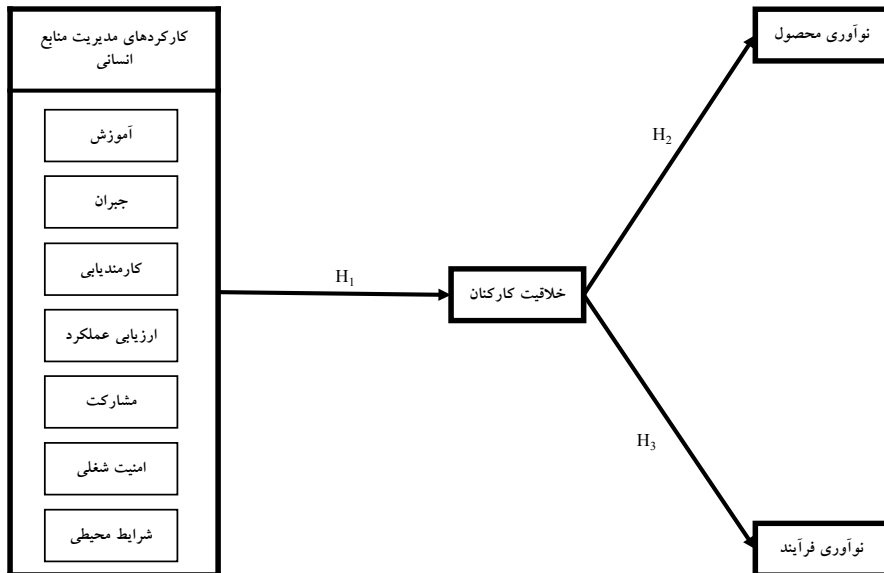 کارکردهای مدیریت منابع
انسانی
آموزش
جبران
کارمندیابی
ارزیابی عملکرد
مشارکت
امنیت شغلی
شرایط محیطی
H₁
خلاقیت کارکنان
H₂
H₃
نوآوری محصول
نوآوری فرآیند